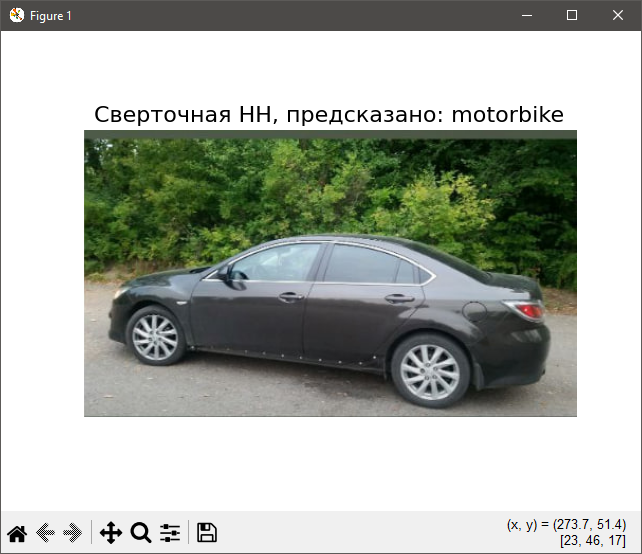 Figure 1
Сверточная НН, предсказано: motorbike
(x, y) = (273.7, 51.4)
[23, 46, 17]